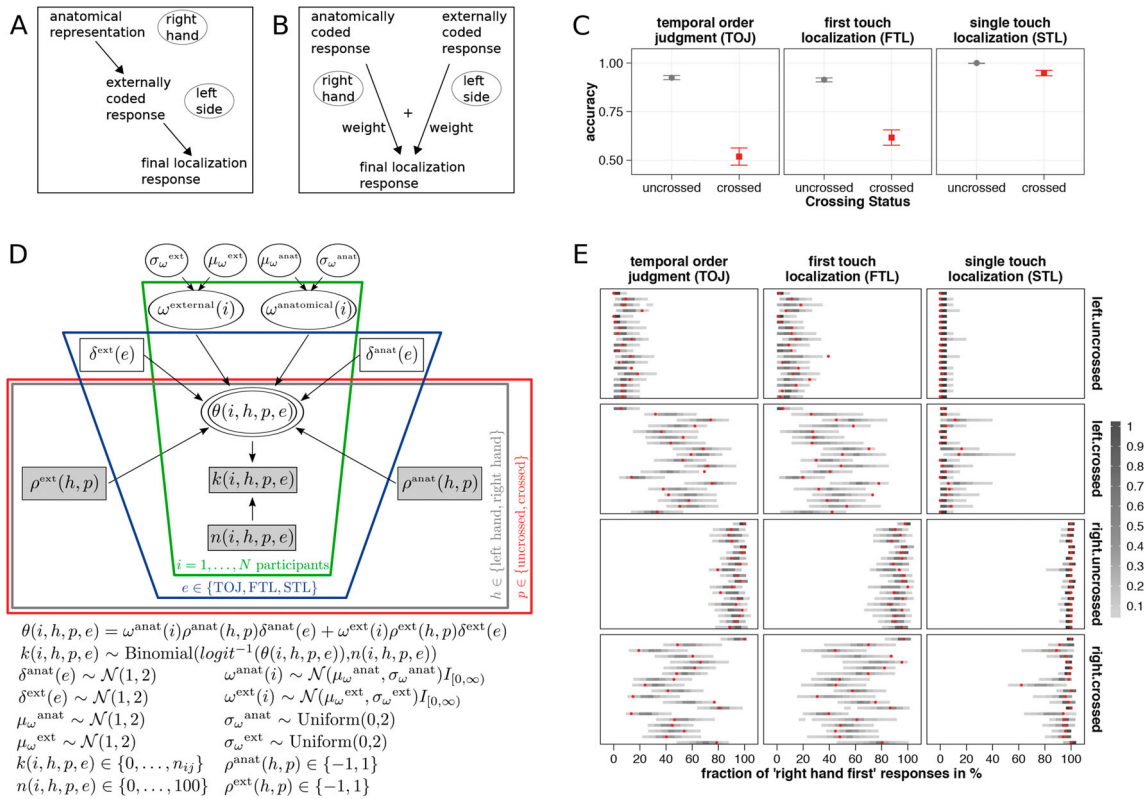 A
anatomical
representation
right
hand
externally
coded
response
left
side
final localization
response
B
anatomically
coded
response
externally
coded
response
right
hand
left
side
+
weight
weight
final localization
response
C
temporal order
judgment (TOJ)
first touch
localization (FTL)
single touch
localization (STL)
accuracy
1.00
0.75
0.50
uncrossed crossed uncrossed crossed uncrossed crossed
Crossing Status
D
σω^ext μω^ext μω^anat σω^anat
ω^external(i) ω^anatomical(i)
δ^ext(e) δ^anat(e)
θ(i, h, p, e)
ρ^ext(h, p) k(i, h, p, e) ρ^anat(h, p)
n(i, h, p, e)
i = 1, . . . , N participants
e ∈ {TOJ, FTL, STL}
h ∈ {left hand, right hand}
p ∈ {uncrossed, crossed}
θ(i, h, p, e) = ω^anat(i)ρ^anat(h, p)δ^anat(e) + ω^ext(i)ρ^ext(h, p)δ^ext(e)
k(i, h, p, e) ∼ Binomial(logit⁻¹(θ(i, h, p, e)),n(i, h, p, e))
δ^anat(e) ∼ N(1, 2) ω^anat(i) ∼ N(μω^anat, σω^anat)I[0,∞)
δ^ext(e) ∼ N(1, 2) ω^ext(i) ∼ N(μω^ext, σω^ext)I[0,∞)
μω^anat ∼ N(1, 2) σω^anat ∼ Uniform(0,2)
μω^ext ∼ N(1, 2) σω^ext ∼ Uniform(0,2)
k(i, h, p, e) ∈ {0, . . . , nij} ρ^anat(h, p) ∈ {−1, 1}
n(i, h, p, e) ∈ {0, . . . , 100} ρ^ext(h, p) ∈ {−1, 1}
E
temporal order
judgment (TOJ)
first touch
localization (FTL)
single touch
localization (STL)
left.uncrossed
left.crossed
right.uncrossed
right.crossed
1
0.9
0.8
0.7
0.6
0.5
0.4
0.3
0.2
0.1
0 20 40 60 80 100 0 20 40 60 80 100 0 20 40 60 80 100
fraction of 'right hand first' responses in %